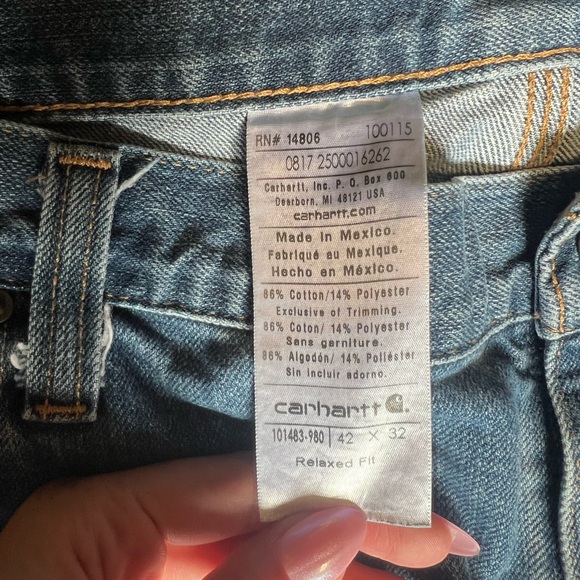 RN# 14806 100115
0817 2500016262
Carhartt, Inc. P. O. Box 600
Dearborn, MI 48121 USA
carhartt.com
Made in Mexico.
Fabriqué au Mexique.
Hecho en México.
86% Cotton/14% Polyester
Exclusive of Trimming.
86% Coton/14% Polyester
Sans garniture.
86% Algodón/14% Poliéster
Sin incluir adorno.
carhartt
101483-980 42 X 32
Relaxed Fit